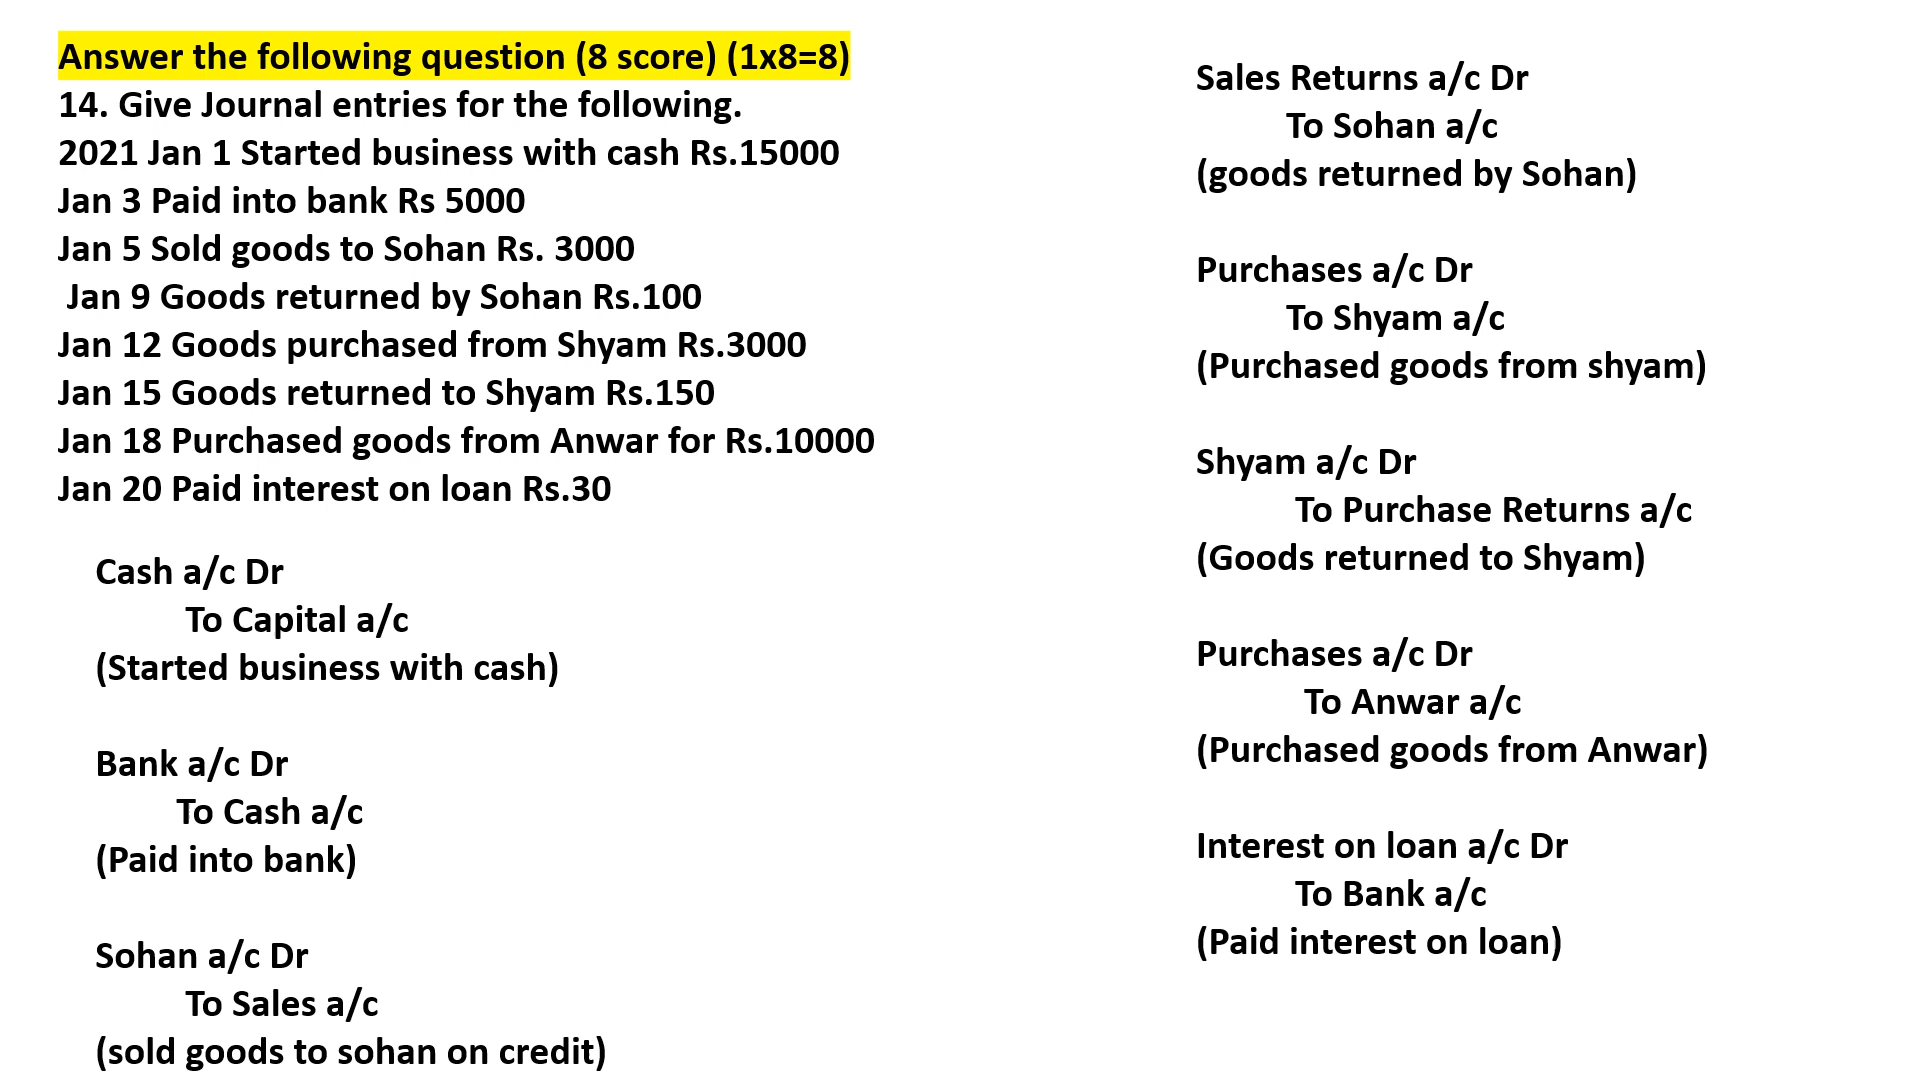 Answer the following question (8 score) (1x8=8)
14. Give Journal entries for the following.
2021 Jan 1 Started business with cash Rs.15000
Jan 3 Paid into bank Rs 5000
Jan 5 Sold goods to Sohan Rs. 3000
Jan 9 Goods returned by Sohan Rs.100
Jan 12 Goods purchased from Shyam Rs.3000
Jan 15 Goods returned to Shyam Rs.150
Jan 18 Purchased goods from Anwar for Rs.10000
Jan 20 Paid interest on loan Rs.30
Cash a/c Dr
To Capital a/c
(Started business with cash)
Bank a/c Dr
To Cash a/c
(Paid into bank)
Sohan a/c Dr
To Sales a/c
(sold goods to sohan on credit)
Sales Returns a/c Dr
To Sohan a/c
(goods returned by Sohan)
Purchases a/c Dr
To Shyam a/c
(Purchased goods from shyam)
Shyam a/c Dr
To Purchase Returns a/c
(Goods returned to Shyam)
Purchases a/c Dr
To Anwar a/c
(Purchased goods from Anwar)
Interest on loan a/c Dr
To Bank a/c
(Paid interest on loan)